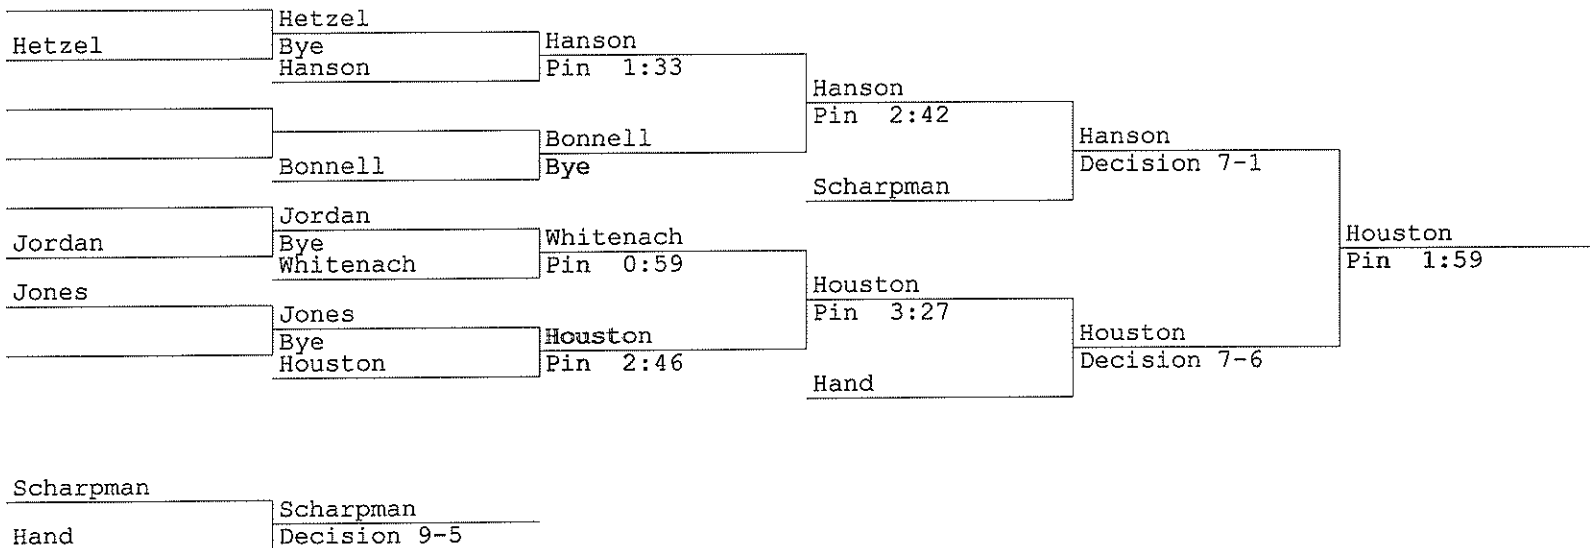 Hetzel
Hetzel
Bye
Hanson
Hanson
Pin 1:33
Hanson
Pin 2:42
Bonnell
Bonnell
Bye
Scharpman
Hanson
Decision 7-1
Jordan
Jordan
Bye
Whitenach
Whitenach
Pin 0:59
Jones
Jones
Bye
Houston
Houston
Pin 2:46
Houston
Pin 3:27
Hand
Houston
Decision 7-6
Houston
Pin 1:59
Scharpman
Hand
Scharpman
Decision 9-5